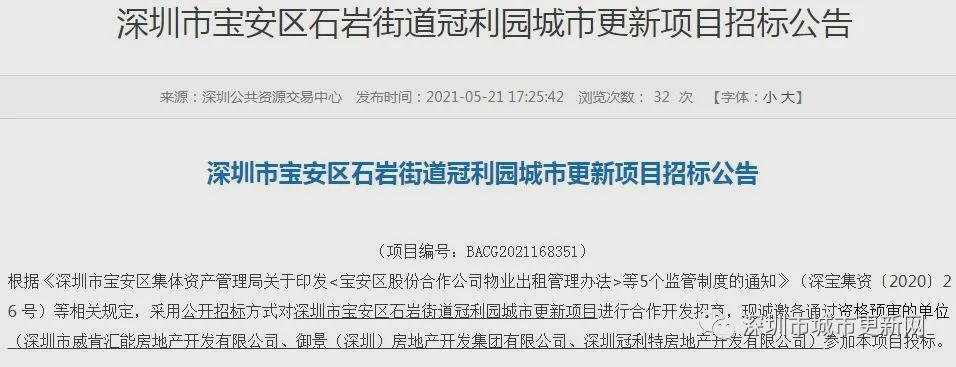 深圳市宝安区石岩街道冠利园城市更新项目招标公告
来源：深圳公共资源交易中心 发布时间：2021-05-21 17:25:42 浏览次数： 32 次 【字体：小 大】
深圳市宝安区石岩街道冠利园城市更新项目招标公告
（项目编号：BACG2021168351）
根据《深圳市宝安区集体资产管理局关于印发<宝安区股份合作公司物业出租管理办法>等5个监管制度的通知》（深宝集资〔2020〕2
6号）等相关规定，采用公开招标方式对深圳市宝安区石岩街道冠利园城市更新项目进行合作开发招商，现诚邀各通过资格预审的单位
（深圳市威肯汇能房地产开发有限公司、御景（深圳）房地产开发集团有限公司、深圳冠利特房地产开发有限公司）参加本项目投标。
深圳市城市更新网